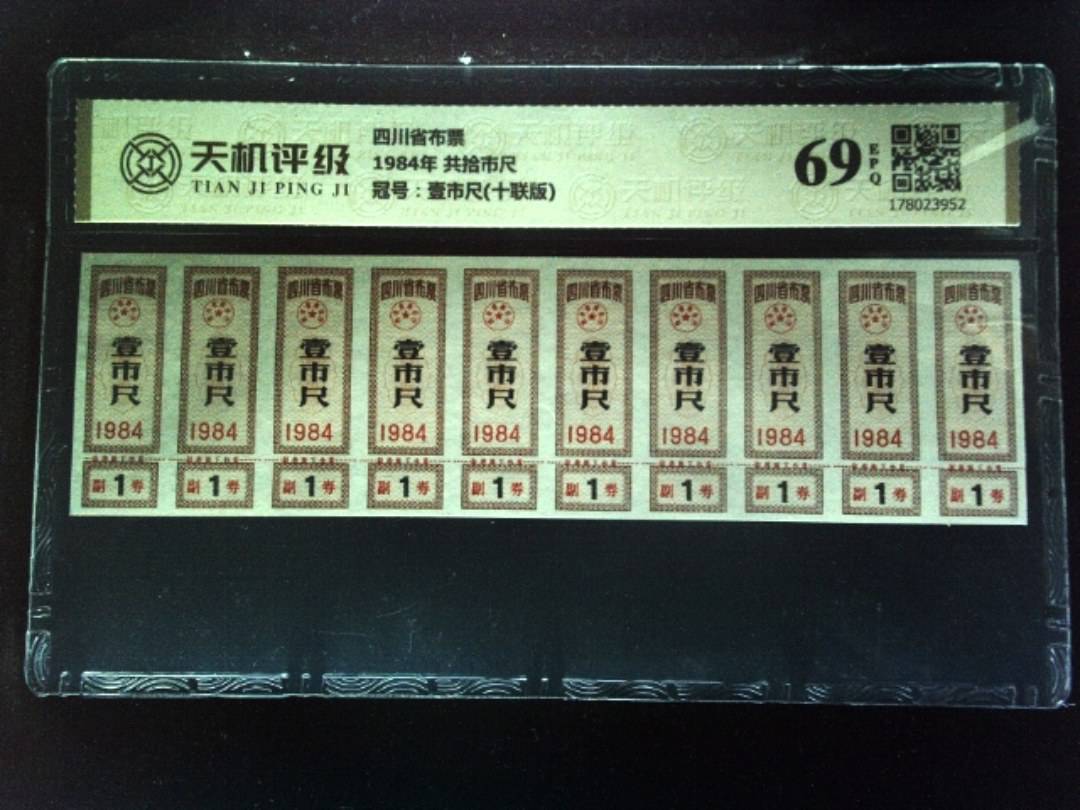 天机评级
TIAN JI PING JI
四川省布票
1984年 共拾市尺
冠号：壹市尺(十联版)
69
EPQ
178023952
四川省布票 四川省布票 四川省布票 四川省布票 四川省布票 四川省布票 四川省布票 四川省布票 四川省布票 四川省布票
壹市尺 壹市尺 壹市尺 壹市尺 壹市尺 壹市尺 壹市尺 壹市尺 壹市尺 壹市尺
1984 1984 1984 1984 1984 1984 1984 1984 1984 1984
副1券 副1券 副1券 副1券 副1券 副1券 副1券 副1券 副1券 副1券